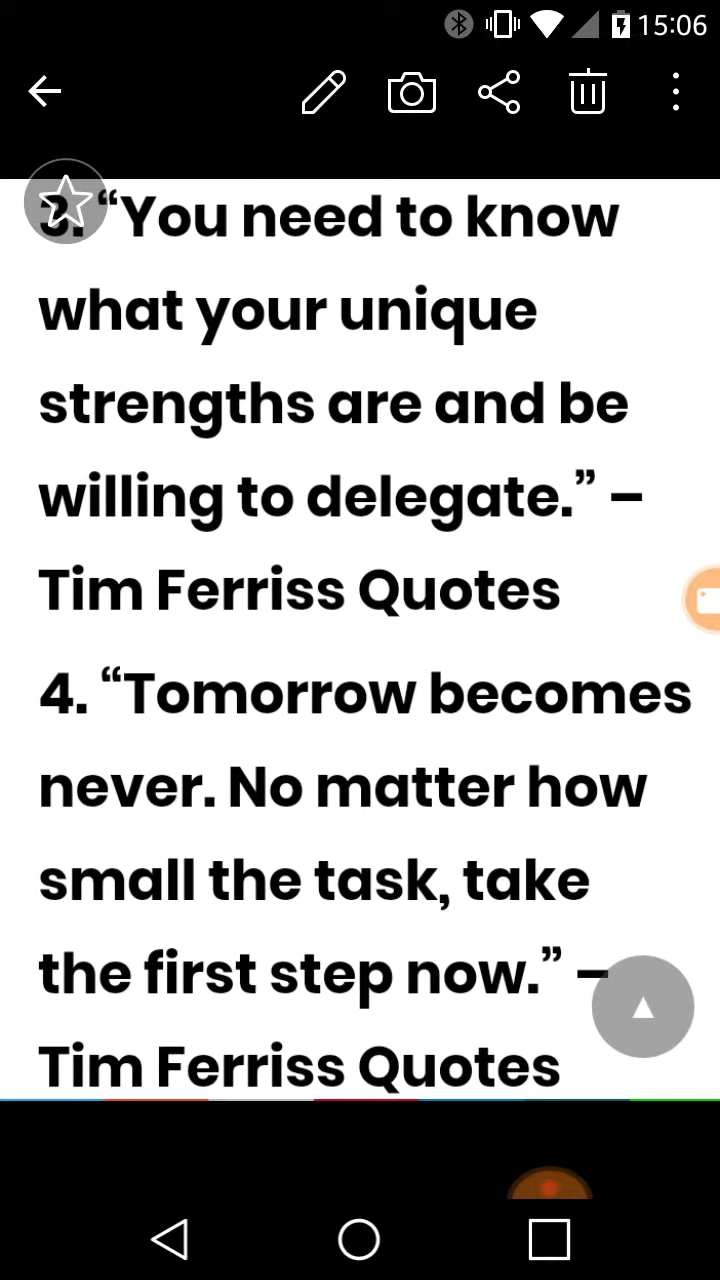 15:06
3. “You need to know
what your unique
strengths are and be
willing to delegate.” –
Tim Ferriss Quotes
4. “Tomorrow becomes
never. No matter how
small the task, take
the first step now.” –
Tim Ferriss Quotes